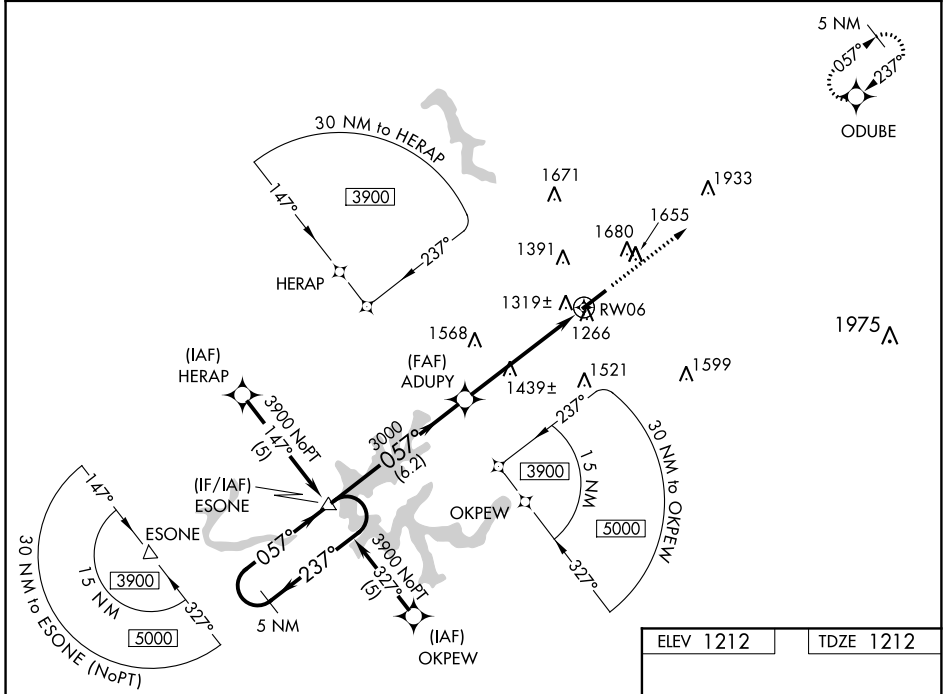 5 NM
057°
237°
ODUBE
30 NM to HERAP
3900
147°
237°
HERAP
1671
1933
1655
1680
1391
1319±
RW06
1266
1568
1975
(FAF)
ADUPY
1439±
1521
1599
(IAF)
HERAP
3900 NoPT
147°
(5)
3000
057°
(6.2)
237°
3900
15 NM
30 NM to OKPEW
OKPEW
5000
327°
(IF/IAF)
ESONE
147°
ESONE
3900
15 NM
327°
5000
30 NM to ESONE (NoPT)
057°
237°
5 NM
3900 NoPT
327°
(5)
(IAF)
OKPEW
ELEV 1212
TDZE 1212